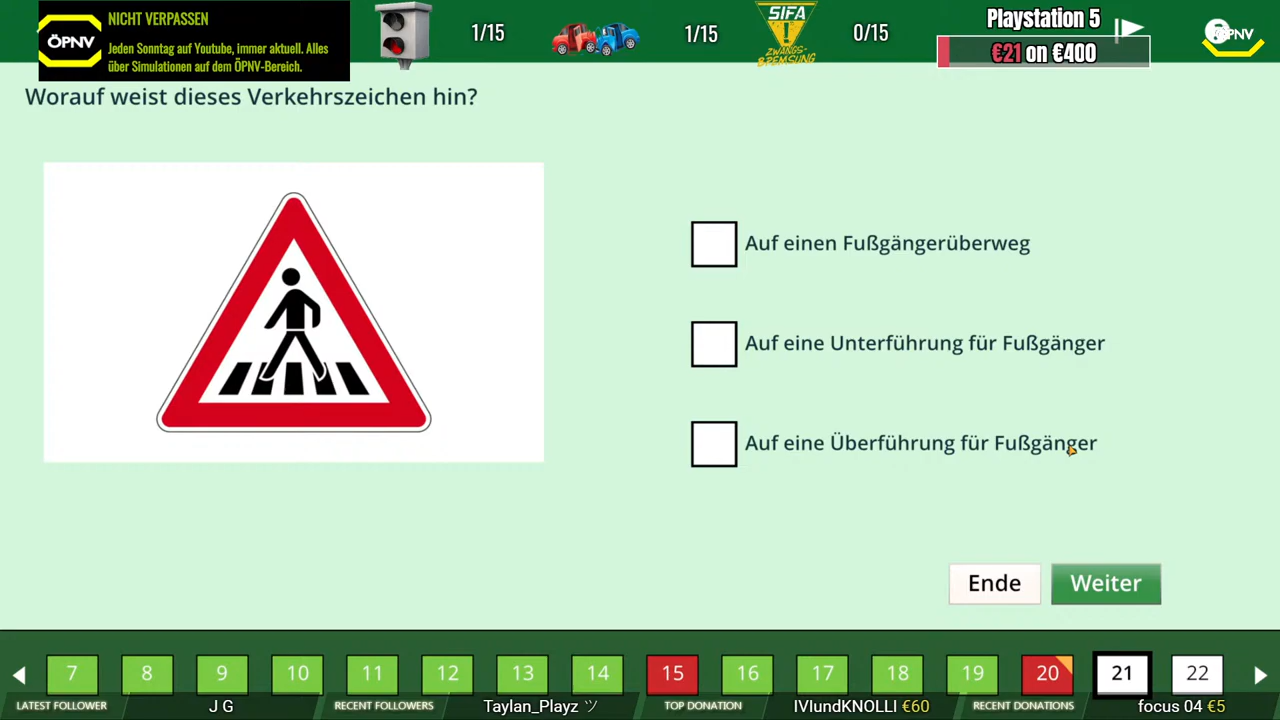 NICHT VERPASSEN
ÖPNV
Jeden Sonntag auf Youtube, immer aktuell. Alles
über Simulationen auf dem ÖPNV-Bereich.
1/15
1/15
SIFA
ZWANGS-
BREMSUNG
0/15
Playstation 5
€21 on €400
ÖPNV
Worauf weist dieses Verkehrszeichen hin?
Auf einen Fußgängerüberweg
Auf eine Unterführung für Fußgänger
Auf eine Überführung für Fußgänger
Ende
Weiter
7 8 9 10 11 12 13 14 15 16 17 18 19 20 21 22
LATEST FOLLOWER J G RECENT FOLLOWERS Taylan_Playz ツ TOP DONATION IVIundKNOLLI €60 RECENT DONATIONS focus 04 €5